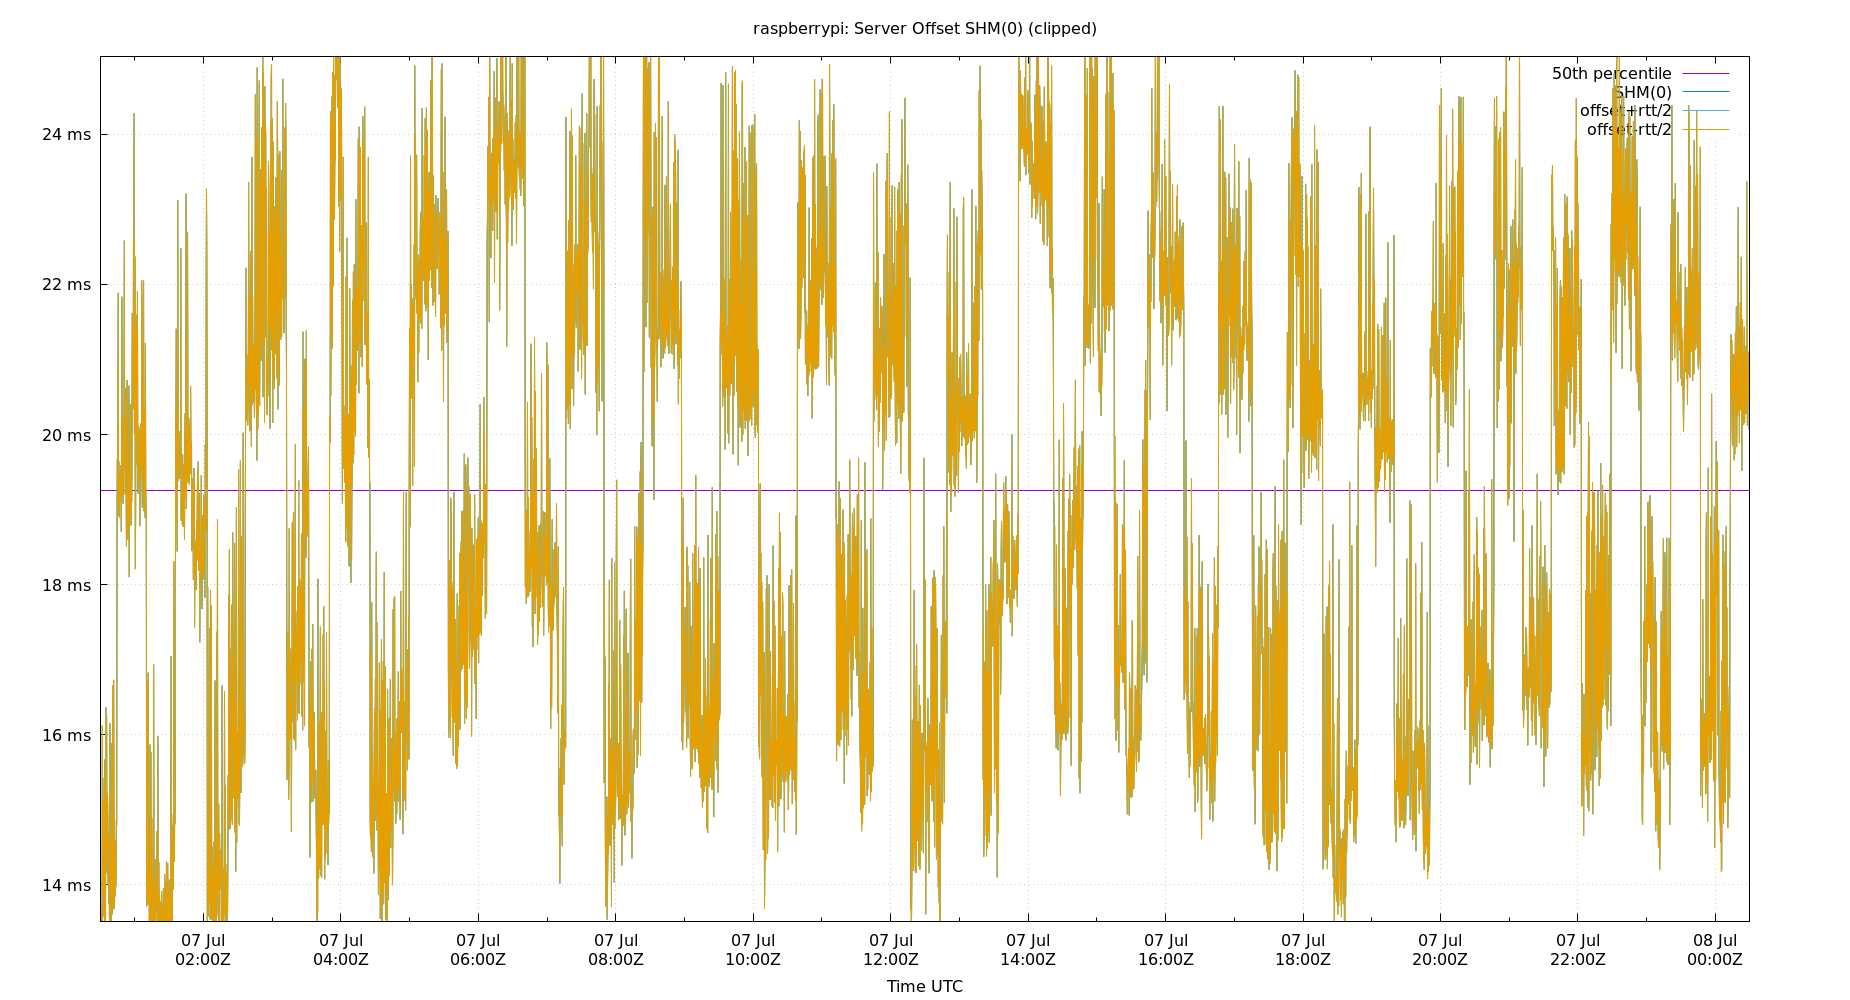 raspberrypi: Server Offset SHM(0) (clipped)
50th percentile
SHM(0)
offset+rtt/2
offset-rtt/2
24 ms
22 ms
20 ms
18 ms
16 ms
14 ms
07 Jul 07 Jul 07 Jul 07 Jul 07 Jul 07 Jul 07 Jul 07 Jul 07 Jul 07 Jul 07 Jul 08 Jul
02:00Z 04:00Z 06:00Z 08:00Z 10:00Z 12:00Z 14:00Z 16:00Z 18:00Z 20:00Z 22:00Z 00:00Z
Time UTC